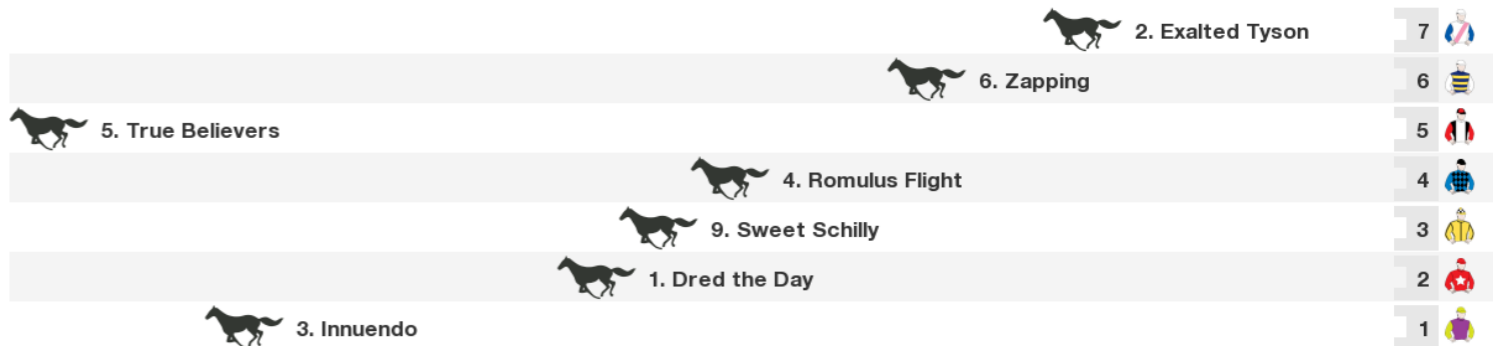 2. Exalted Tyson 7
6. Zapping 6
5. True Believers 5
4. Romulus Flight 4
9. Sweet Schilly 3
1. Dred the Day 2
3. Innuendo 1